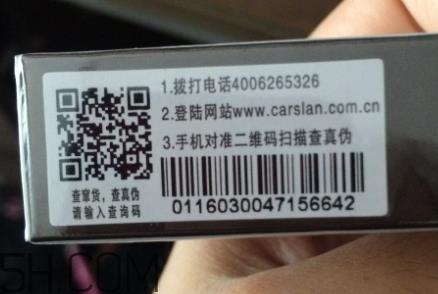 1.拨打电话4006265326
2.登陆网站www.carslan.com.cn
3.手机对准二维码扫描查真伪
查窜货，查真伪
请输入查询码
0116030047156642
5H.COM